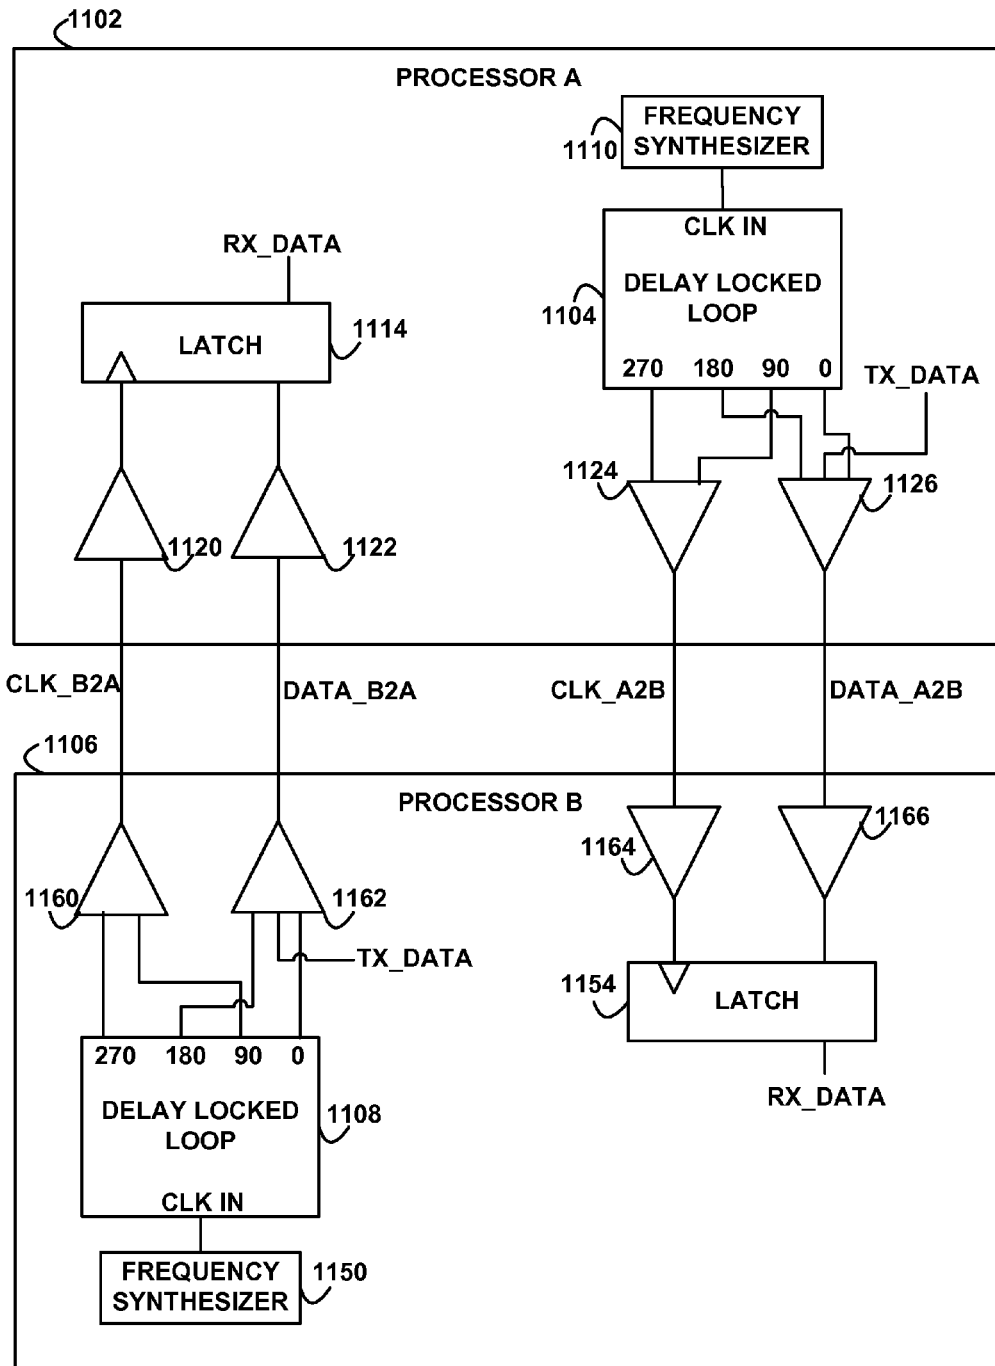 1102
PROCESSOR A
FREQUENCY
SYNTHESIZER
1110
CLK IN
DELAY LOCKED
LOOP
1104
270 180 90 0
TX_DATA
RX_DATA
LATCH
1114
1124
1126
1120
1122
CLK_B2A
DATA_B2A
CLK_A2B
DATA_A2B
1106
PROCESSOR B
1164
1166
1160
1162
TX_DATA
1154
LATCH
RX_DATA
270 180 90 0
DELAY LOCKED
LOOP
1108
CLK IN
FREQUENCY
SYNTHESIZER
1150